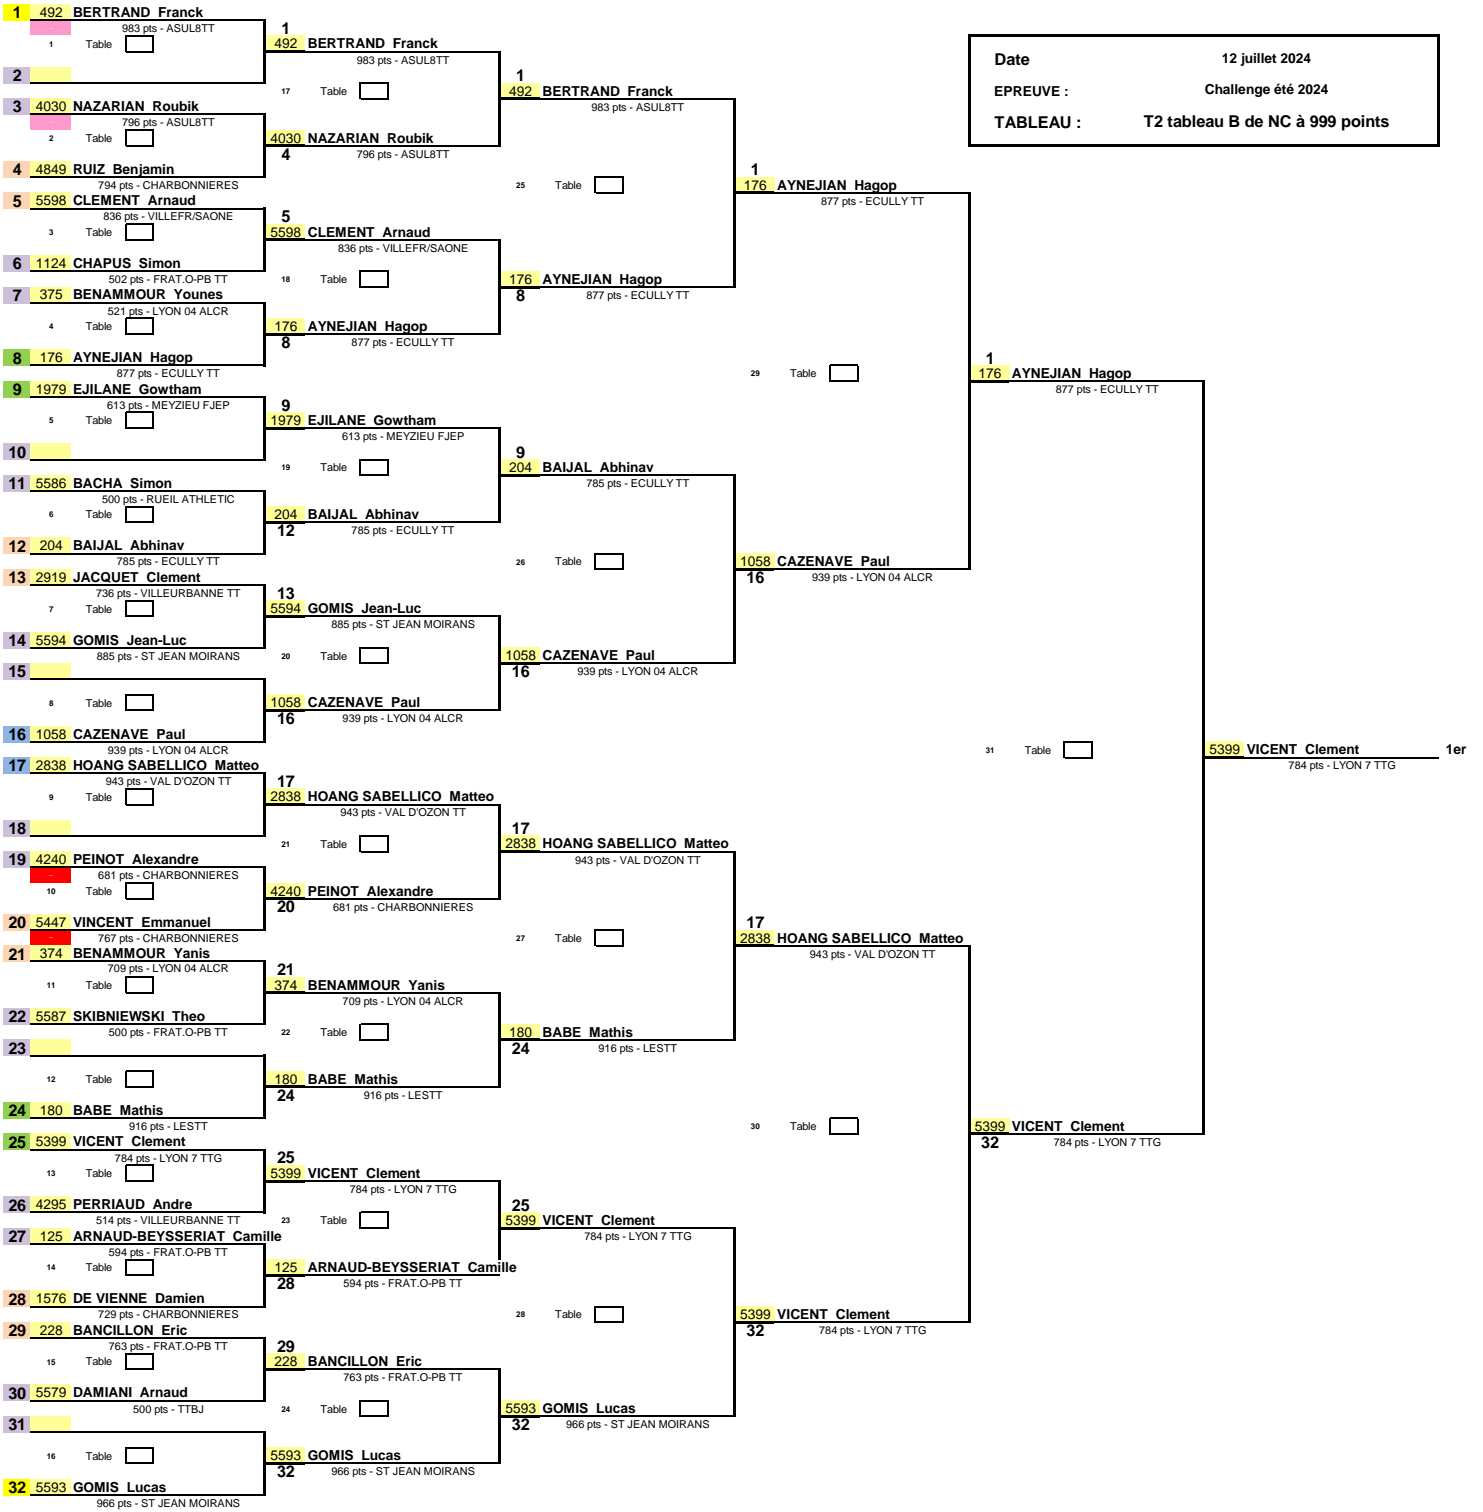 Date 12 juillet 2024
EPREUVE : Challenge été 2024
TABLEAU : T2 tableau B de NC à 999 points
1 492 BERTRAND Franck
983 pts - ASUL8TT
1 Table
2
3 4030 NAZARIAN Roubik
796 pts - ASUL8TT
2 Table
4 4849 RUIZ Benjamin
794 pts - CHARBONNIERES
5 5598 CLEMENT Arnaud
836 pts - VILLEFR/SAONE
3 Table
6 1124 CHAPUS Simon
502 pts - FRAT.O-PB TT
7 375 BENAMMOUR Younes
521 pts - LYON 04 ALCR
4 Table
8 176 AYNEJIAN Hagop
877 pts - ECULLY TT
9 1979 EJILANE Gowtham
613 pts - MEYZIEU FJEP
5 Table
10
11 5586 BACHA Simon
500 pts - RUEIL ATHLETIC
6 Table
12 204 BAIJAL Abhinav
785 pts - ECULLY TT
13 2919 JACQUET Clement
736 pts - VILLEURBANNE TT
7 Table
14 5594 GOMIS Jean-Luc
885 pts - ST JEAN MOIRANS
15
8 Table
16 1058 CAZENAVE Paul
939 pts - LYON 04 ALCR
17 2838 HOANG SABELLICO Matteo
943 pts - VAL D'OZON TT
9 Table
18
19 4240 PEINOT Alexandre
681 pts - CHARBONNIERES
10 Table
20 5447 VINCENT Emmanuel
767 pts - CHARBONNIERES
21 374 BENAMMOUR Yanis
709 pts - LYON 04 ALCR
11 Table
22 5587 SKIBNIEWSKI Theo
500 pts - FRAT.O-PB TT
23
12 Table
24 180 BABE Mathis
916 pts - LESTT
25 5399 VICENT Clement
784 pts - LYON 7 TTG
13 Table
26 4295 PERRIAUD Andre
514 pts - VILLEURBANNE TT
27 125 ARNAUD-BEYSSERIAT Camille
594 pts - FRAT.O-PB TT
14 Table
28 1576 DE VIENNE Damien
729 pts - CHARBONNIERES
29 228 BANCILLON Eric
763 pts - FRAT.O-PB TT
15 Table
30 5579 DAMIANI Arnaud
500 pts - TTBJ
31
16 Table
32 5593 GOMIS Lucas
966 pts - ST JEAN MOIRANS
1
492 BERTRAND Franck
983 pts - ASUL8TT
17 Table
4030 NAZARIAN Roubik
4 796 pts - ASUL8TT
5
5598 CLEMENT Arnaud
836 pts - VILLEFR/SAONE
18 Table
176 AYNEJIAN Hagop
8 877 pts - ECULLY TT
9
1979 EJILANE Gowtham
613 pts - MEYZIEU FJEP
19 Table
204 BAIJAL Abhinav
12 785 pts - ECULLY TT
13
5594 GOMIS Jean-Luc
885 pts - ST JEAN MOIRANS
20 Table
1058 CAZENAVE Paul
16 939 pts - LYON 04 ALCR
17
2838 HOANG SABELLICO Matteo
943 pts - VAL D'OZON TT
21 Table
4240 PEINOT Alexandre
20 681 pts - CHARBONNIERES
21
374 BENAMMOUR Yanis
709 pts - LYON 04 ALCR
22 Table
180 BABE Mathis
24 916 pts - LESTT
25
5399 VICENT Clement
784 pts - LYON 7 TTG
23 Table
125 ARNAUD-BEYSSERIAT Camille
28 594 pts - FRAT.O-PB TT
29
228 BANCILLON Eric
763 pts - FRAT.O-PB TT
24 Table
5593 GOMIS Lucas
32 966 pts - ST JEAN MOIRANS
1
492 BERTRAND Franck
983 pts - ASUL8TT
25 Table
176 AYNEJIAN Hagop
8 877 pts - ECULLY TT
9
204 BAIJAL Abhinav
785 pts - ECULLY TT
26 Table
1058 CAZENAVE Paul
16 939 pts - LYON 04 ALCR
17
2838 HOANG SABELLICO Matteo
943 pts - VAL D'OZON TT
27 Table
180 BABE Mathis
24 916 pts - LESTT
25
5399 VICENT Clement
784 pts - LYON 7 TTG
28 Table
5593 GOMIS Lucas
32 966 pts - ST JEAN MOIRANS
1
176 AYNEJIAN Hagop
877 pts - ECULLY TT
29 Table
1058 CAZENAVE Paul
16 939 pts - LYON 04 ALCR
17
2838 HOANG SABELLICO Matteo
943 pts - VAL D'OZON TT
30 Table
5399 VICENT Clement
32 784 pts - LYON 7 TTG
1
176 AYNEJIAN Hagop
877 pts - ECULLY TT
31 Table
5399 VICENT Clement
32 784 pts - LYON 7 TTG
5399 VICENT Clement 1er
784 pts - LYON 7 TTG